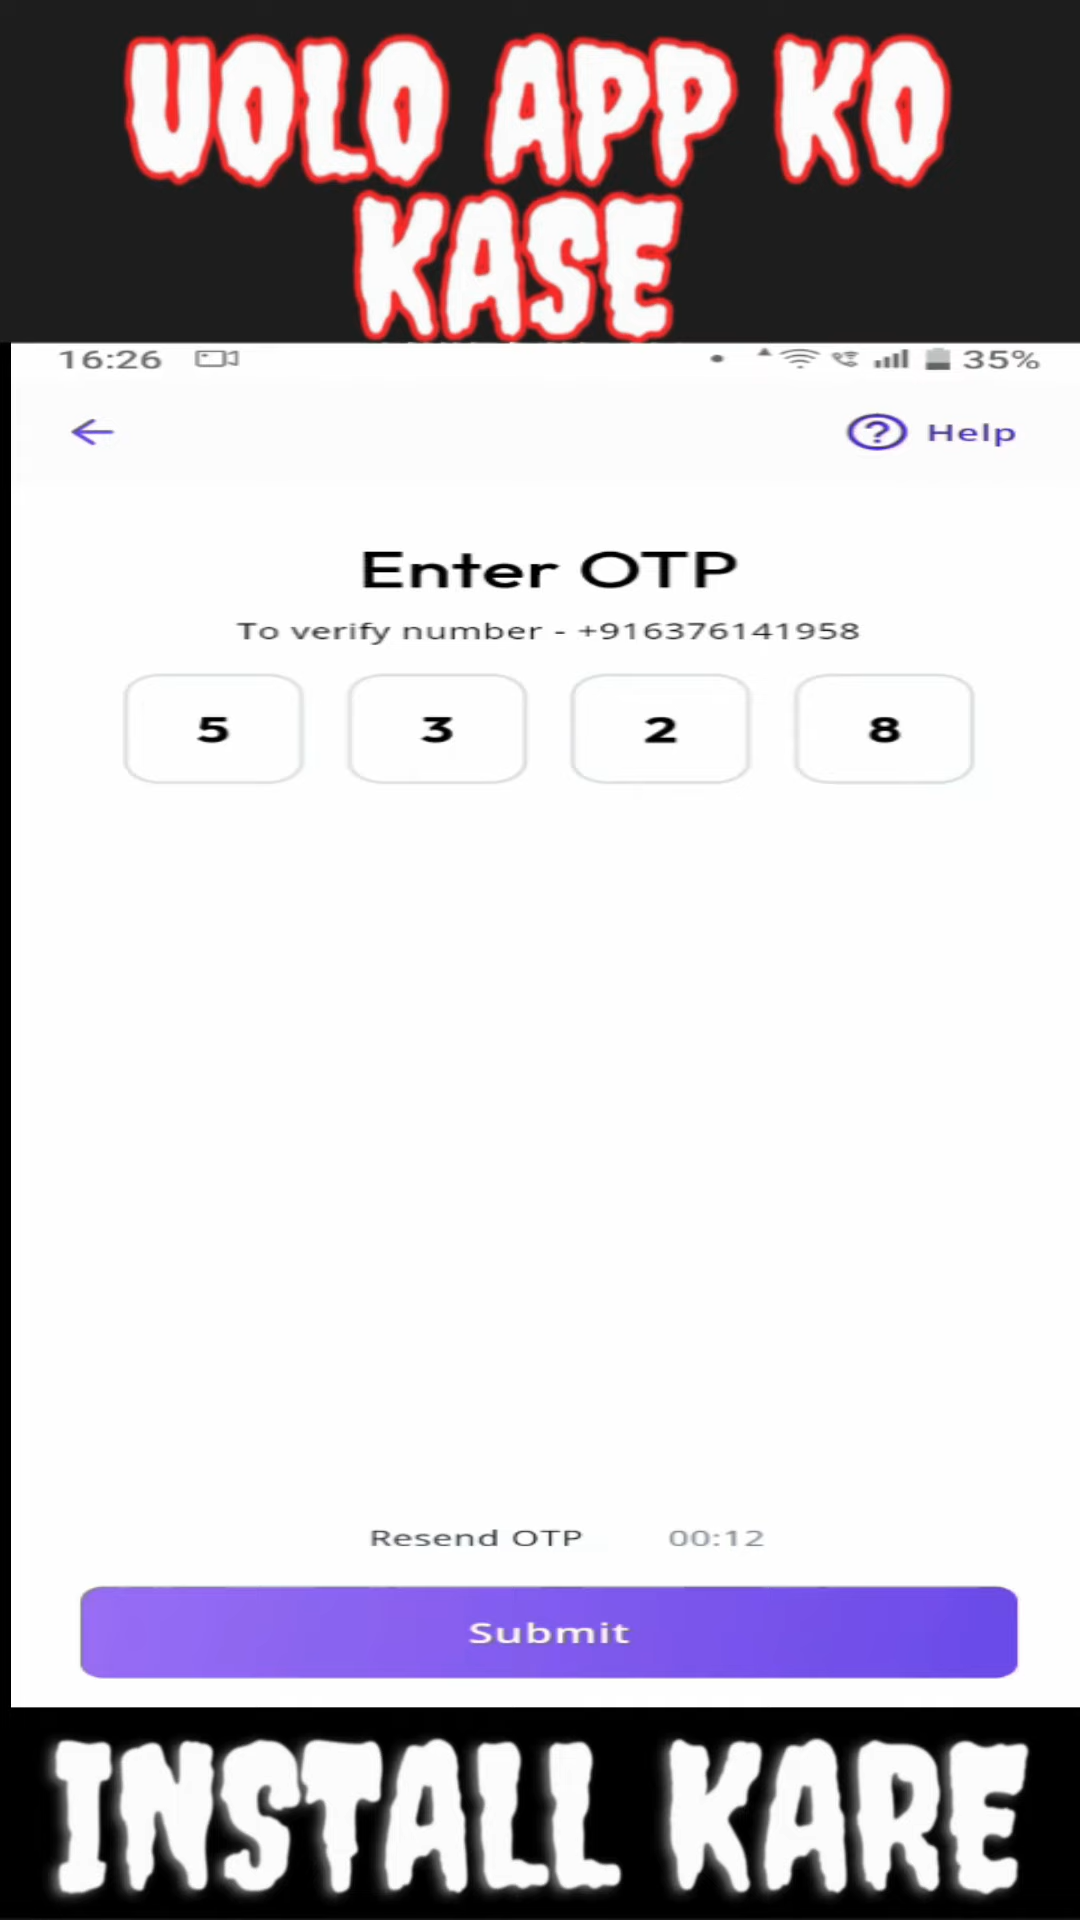 UOLO APP KO
KASE
16:26 35%
Help
Enter OTP
To verify number - +916376141958
5 3 2 8
Resend OTP 00:12
Submit
INSTALL KARE